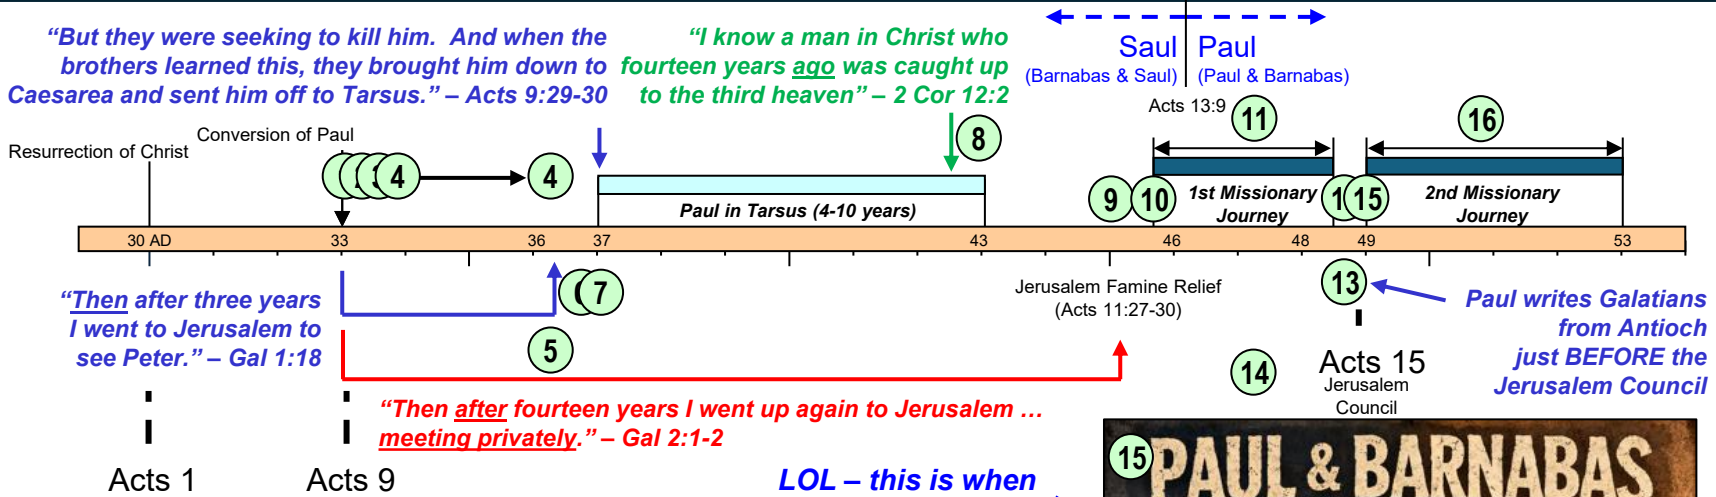 “But they were seeking to kill him.  And when the
brothers learned this, they brought him down to
Caesarea and sent him off to Tarsus.” – Acts 9:29-30
“I know a man in Christ who
fourteen years ago was caught up
to the third heaven” – 2 Cor 12:2
Saul
(Barnabas & Saul)
Paul
(Paul & Barnabas)
Acts 13:9
Resurrection of Christ
Conversion of Paul
4
4
8
11
16
9
10
15
Paul in Tarsus (4-10 years)
1st Missionary
Journey
2nd Missionary
Journey
30 AD
33
36
37
43
46
48
49
53
“Then after three years
I went to Jerusalem to
see Peter.” – Gal 1:18
7
5
Jerusalem Famine Relief
(Acts 11:27-30)
13
14
Acts 15
Jerusalem
Council
Paul writes Galatians
from Antioch
just BEFORE the
Jerusalem Council
“Then after fourteen years I went up again to Jerusalem …
meeting privately.” – Gal 2:1-2
Acts 1
Acts 9
LOL – this is when
15
PAUL & BARNABAS